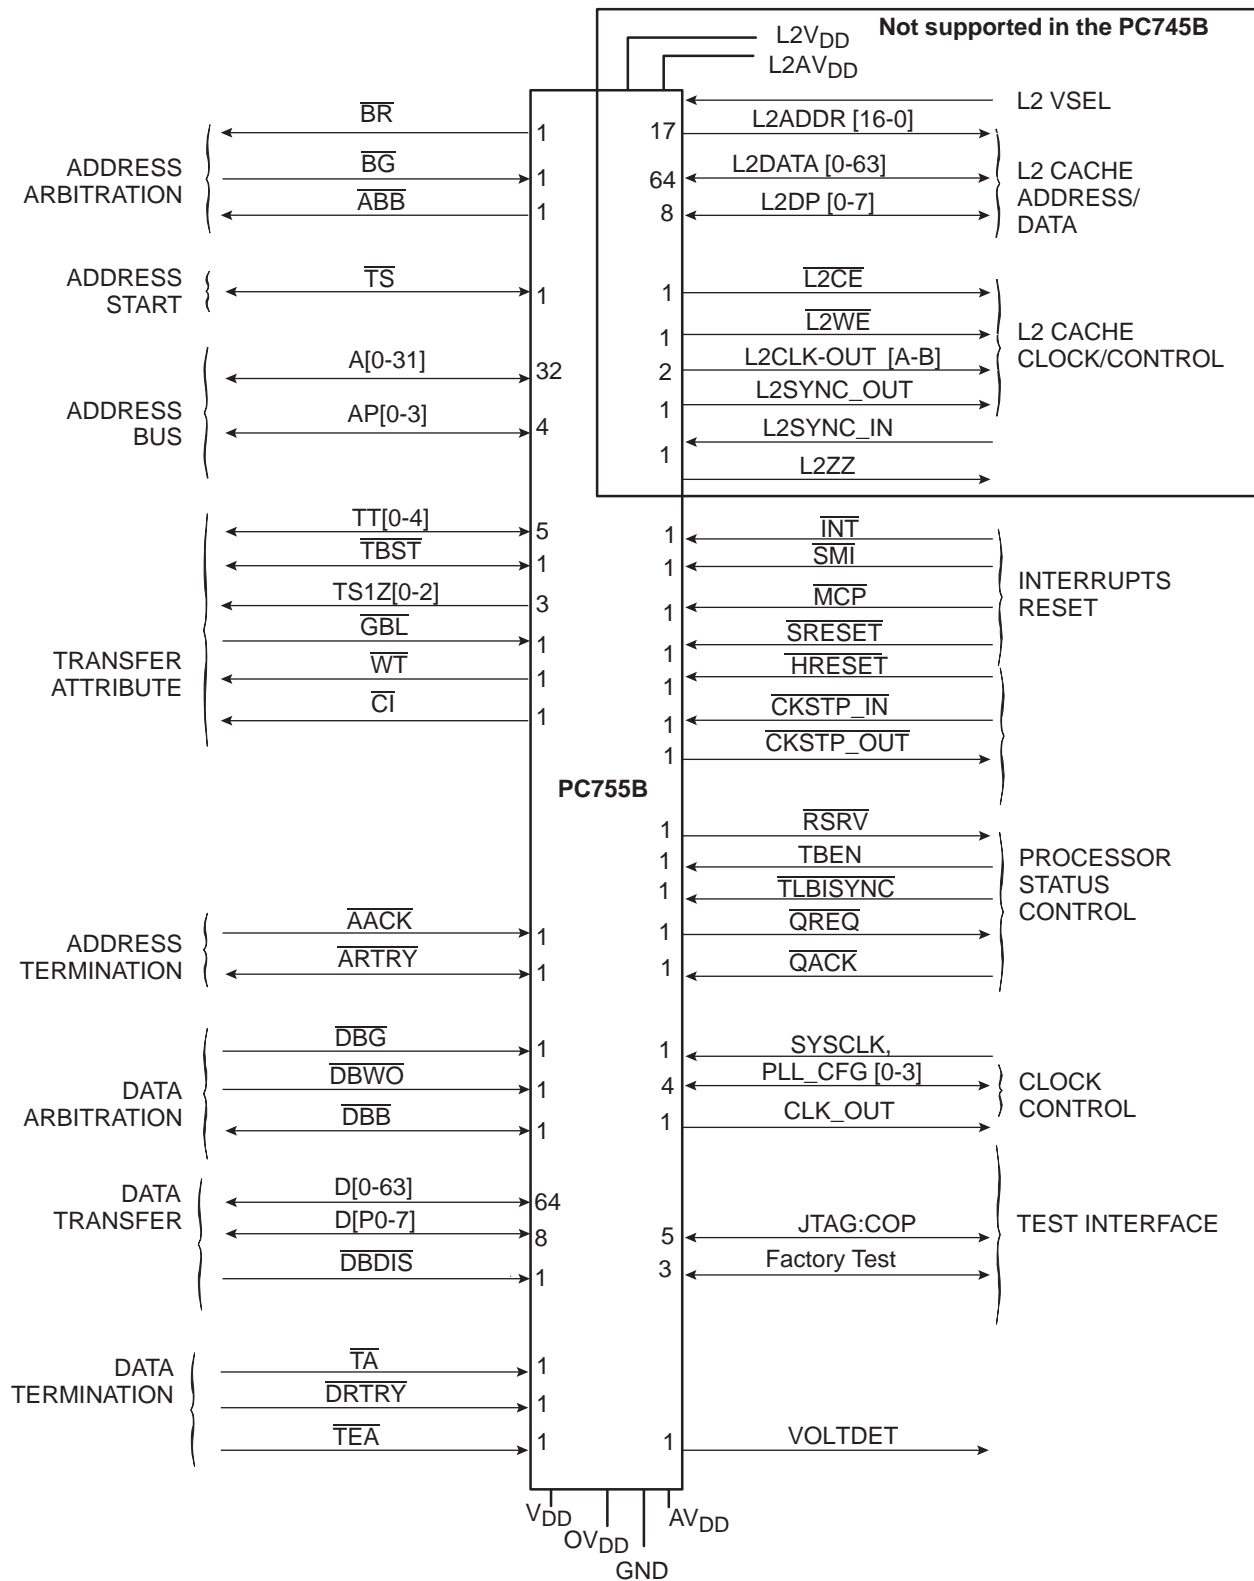 Not supported in the PC745B
L2VDD
L2AVDD
L2 VSEL
ADDRESS
ARBITRATION
BR
1
BG
1
ABB
1
17
L2ADDR [16-0]
64
L2DATA [0-63]
8
L2DP [0-7]
L2 CACHE
ADDRESS/
DATA
ADDRESS
START
TS
1
1
L2CE
1
L2WE
2
L2CLK-OUT [A-B]
1
L2SYNC_OUT
L2SYNC_IN
1
L2ZZ
L2 CACHE
CLOCK/CONTROL
ADDRESS
BUS
A[0-31]
32
AP[0-3]
4
TRANSFER
ATTRIBUTE
TT[0-4]
5
TBST
1
TS1Z[0-2]
3
GBL
1
WT
1
CI
1
1
INT
1
SMI
1
MCP
1
SRESET
1
HRESET
1
CKSTP_IN
1
CKSTP_OUT
INTERRUPTS
RESET
PC755B
1
RSRV
1
TBEN
1
TLBISYNC
1
QREQ
1
QACK
PROCESSOR
STATUS
CONTROL
ADDRESS
TERMINATION
AACK
1
ARTRY
1
DATA
ARBITRATION
DBG
1
DBWO
1
DBB
1
1
SYSCLK,
4
PLL_CFG [0-3]
1
CLK_OUT
CLOCK
CONTROL
DATA
TRANSFER
D[0-63]
64
D[P0-7]
8
DBDIS
1
5
JTAG:COP
3
Factory Test
TEST INTERFACE
DATA
TERMINATION
TA
1
DRTRY
1
TEA
1
1
VOLTDET
VDD
OVDD
GND
AVDD